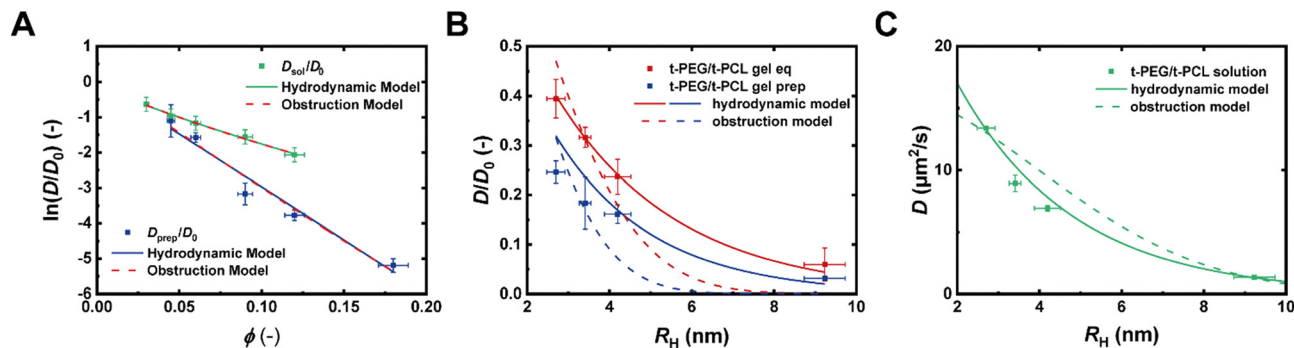 A
1
0
-1
-2
-3
-4
-5
-6
ln(D/D₀) (-)
D_sol/D₀
Hydrodynamic Model
Obstruction Model
D_prep/D₀
Hydrodynamic Model
Obstruction Model
0.00
0.05
0.10
0.15
0.20
ϕ (-)
B
0.5
0.4
0.3
0.2
0.1
0.0
D/D₀ (-)
t-PEG/t-PCL gel eq
t-PEG/t-PCL gel prep
hydrodynamic model
obstruction model
2
4
6
8
10
R_H (nm)
C
20
10
0
D (μm²/s)
t-PEG/t-PCL solution
hydrodynamic model
obstruction model
2
4
6
8
10
R_H (nm)